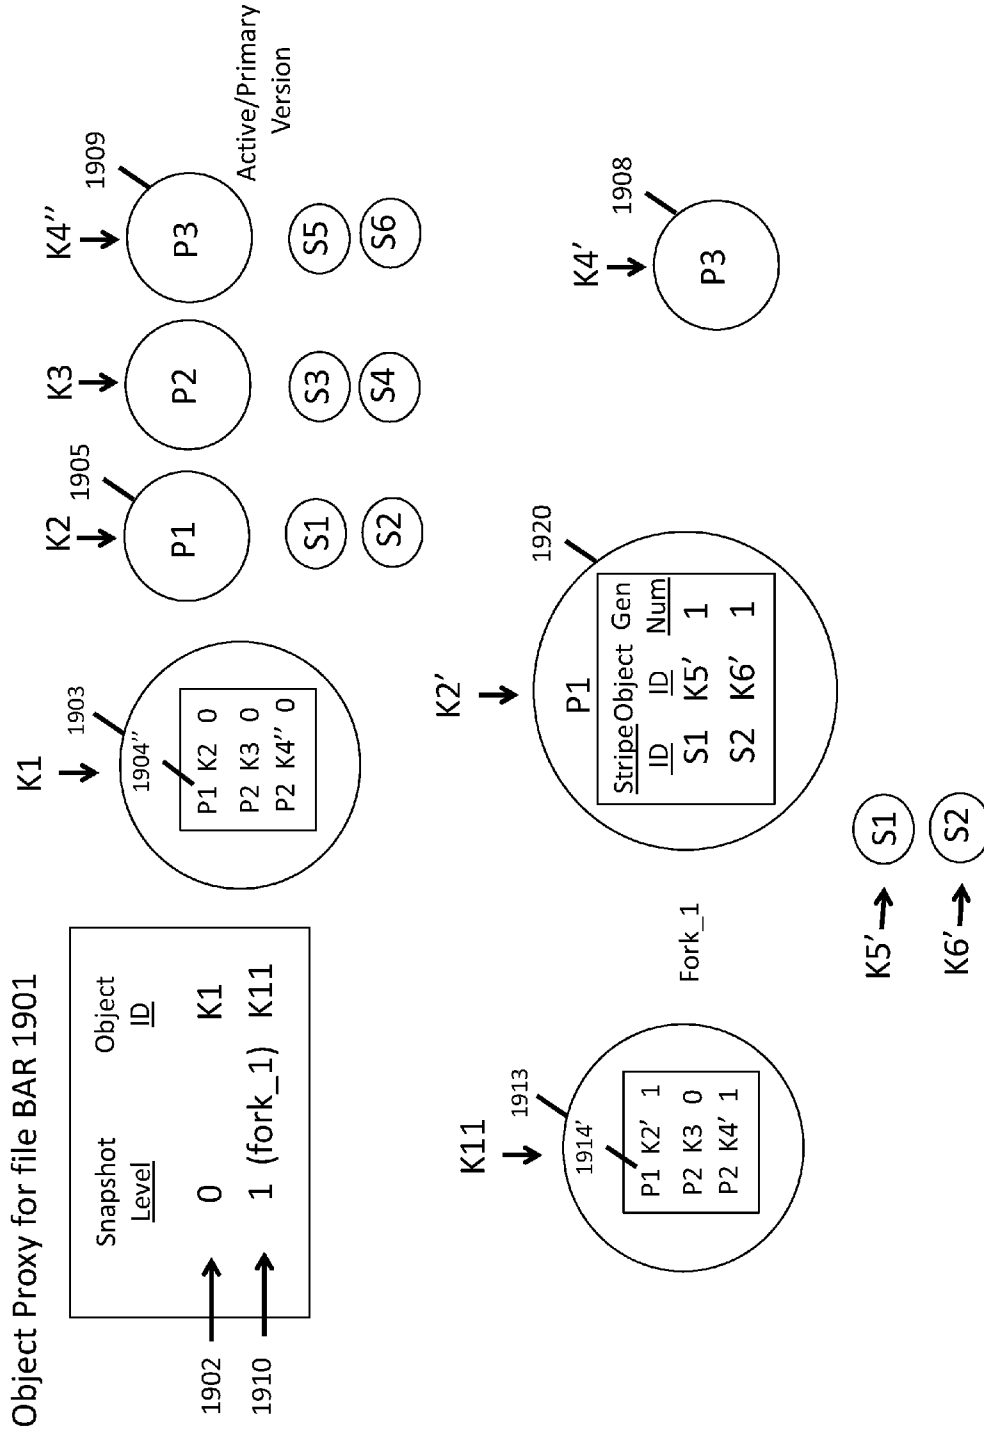 Object Proxy for file BAR 1901
Snapshot
Level
Object
ID
0 K1
1 (fork_1) K11
1902
1910
K1
1903
1904''
P1 K2 0
P2 K3 0
P2 K4'' 0
K2
1905
P1
S1
S2
K3
P2
S3
S4
K4''
1909
P3
S5
S6
Active/Primary
Version
K11
1913
1914'
P1 K2' 1
P2 K3 0
P2 K4' 1
Fork_1
K2'
1920
P1
Stripe Object Gen
ID ID Num
S1 K5' 1
S2 K6' 1
K5'
S1
K6'
S2
K4'
1908
P3